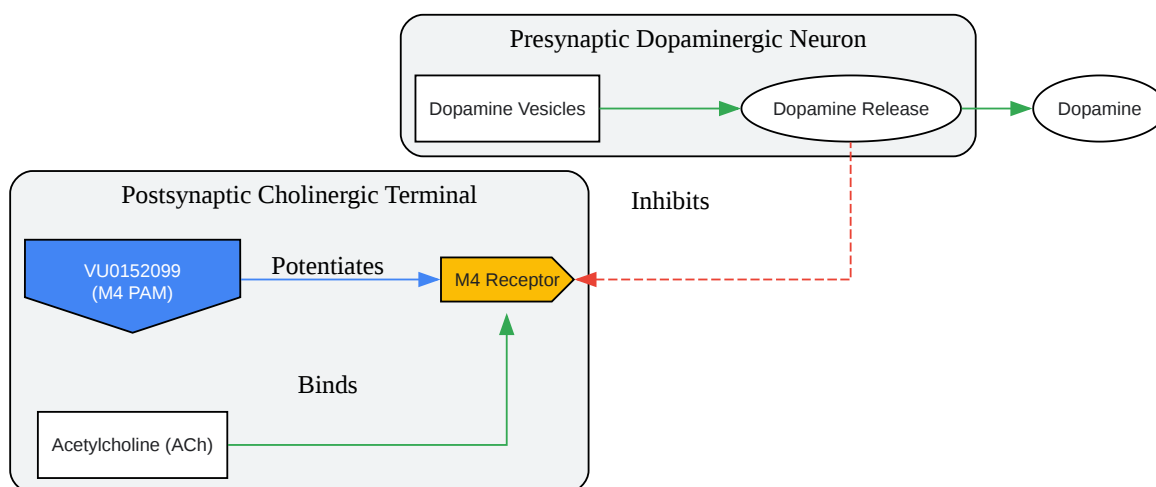 Presynaptic Dopaminergic Neuron
Dopamine Vesicles
Dopamine Release
Dopamine
Inhibits
Postsynaptic Cholinergic Terminal
VU0152099
(M4 PAM)
Potentiates
M4 Receptor
Binds
Acetylcholine (ACh)